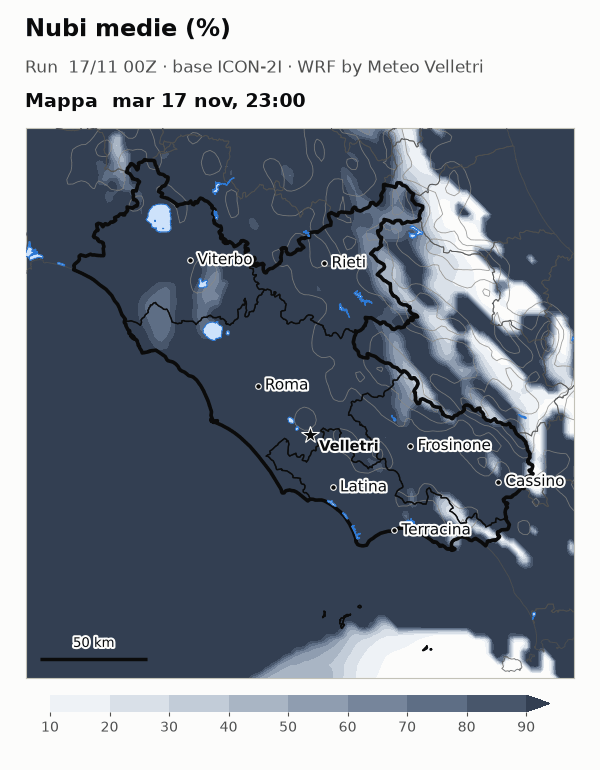 Nubi medie (%)
Run 17/11 00Z · base ICON-2I · WRF by Meteo Velletri
Mappa mar 17 nov, 23:00
Viterbo
Rieti
Roma
Velletri
Frosinone
Cassino
Latina
Terracina
50 km
10 20 30 40 50 60 70 80 90